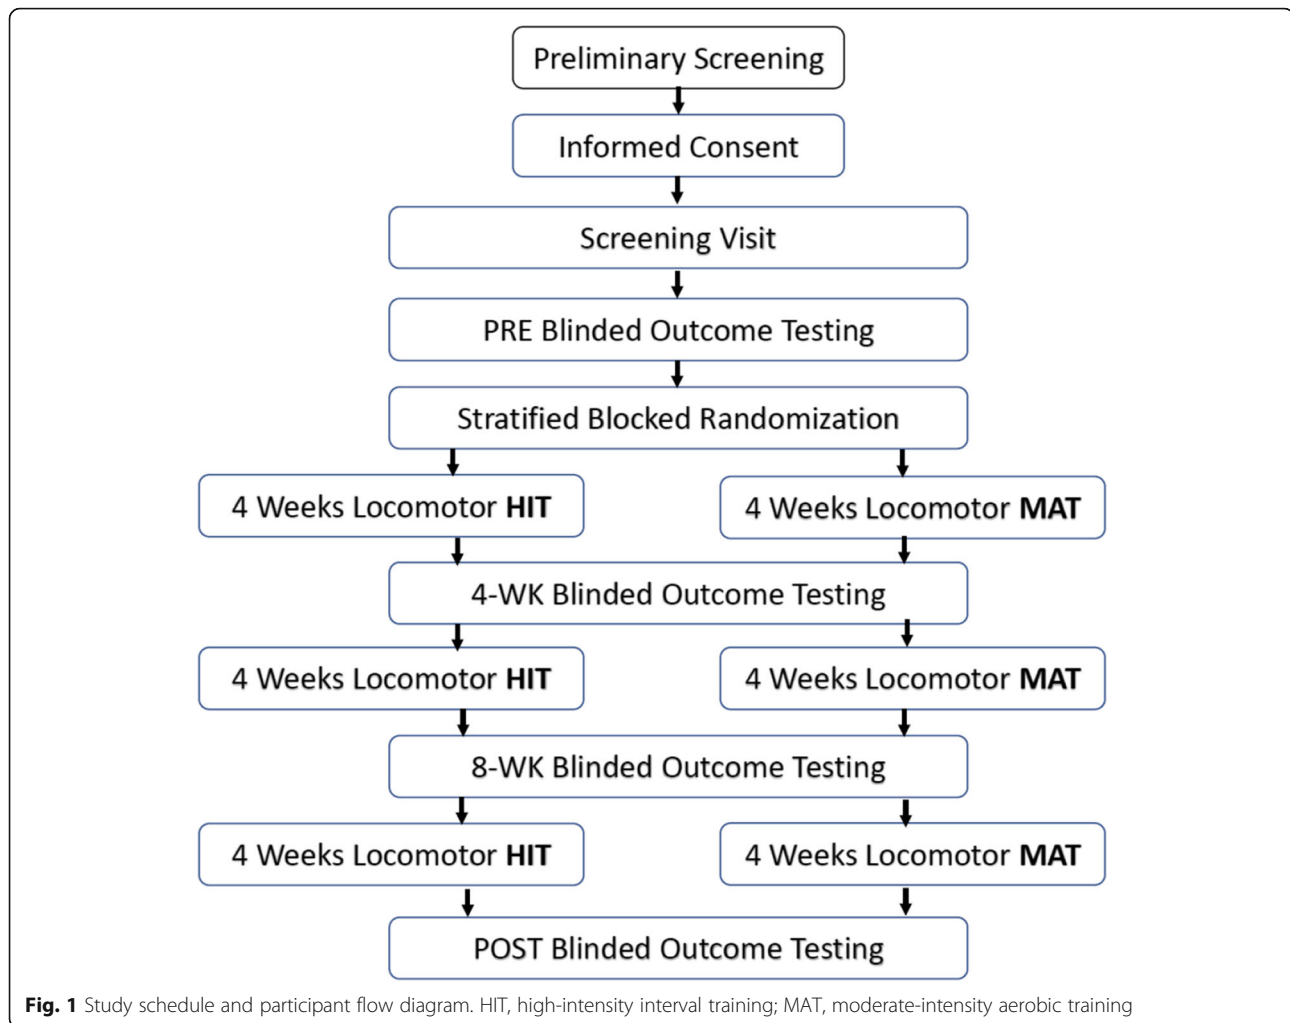 Preliminary Screening
Informed Consent
Screening Visit
PRE Blinded Outcome Testing
Stratified Blocked Randomization
4 Weeks Locomotor HIT
4 Weeks Locomotor MAT
4-WK Blinded Outcome Testing
4 Weeks Locomotor HIT
4 Weeks Locomotor MAT
8-WK Blinded Outcome Testing
4 Weeks Locomotor HIT
4 Weeks Locomotor MAT
POST Blinded Outcome Testing
Fig. 1 Study schedule and participant flow diagram. HIT, high-intensity interval training; MAT, moderate-intensity aerobic training